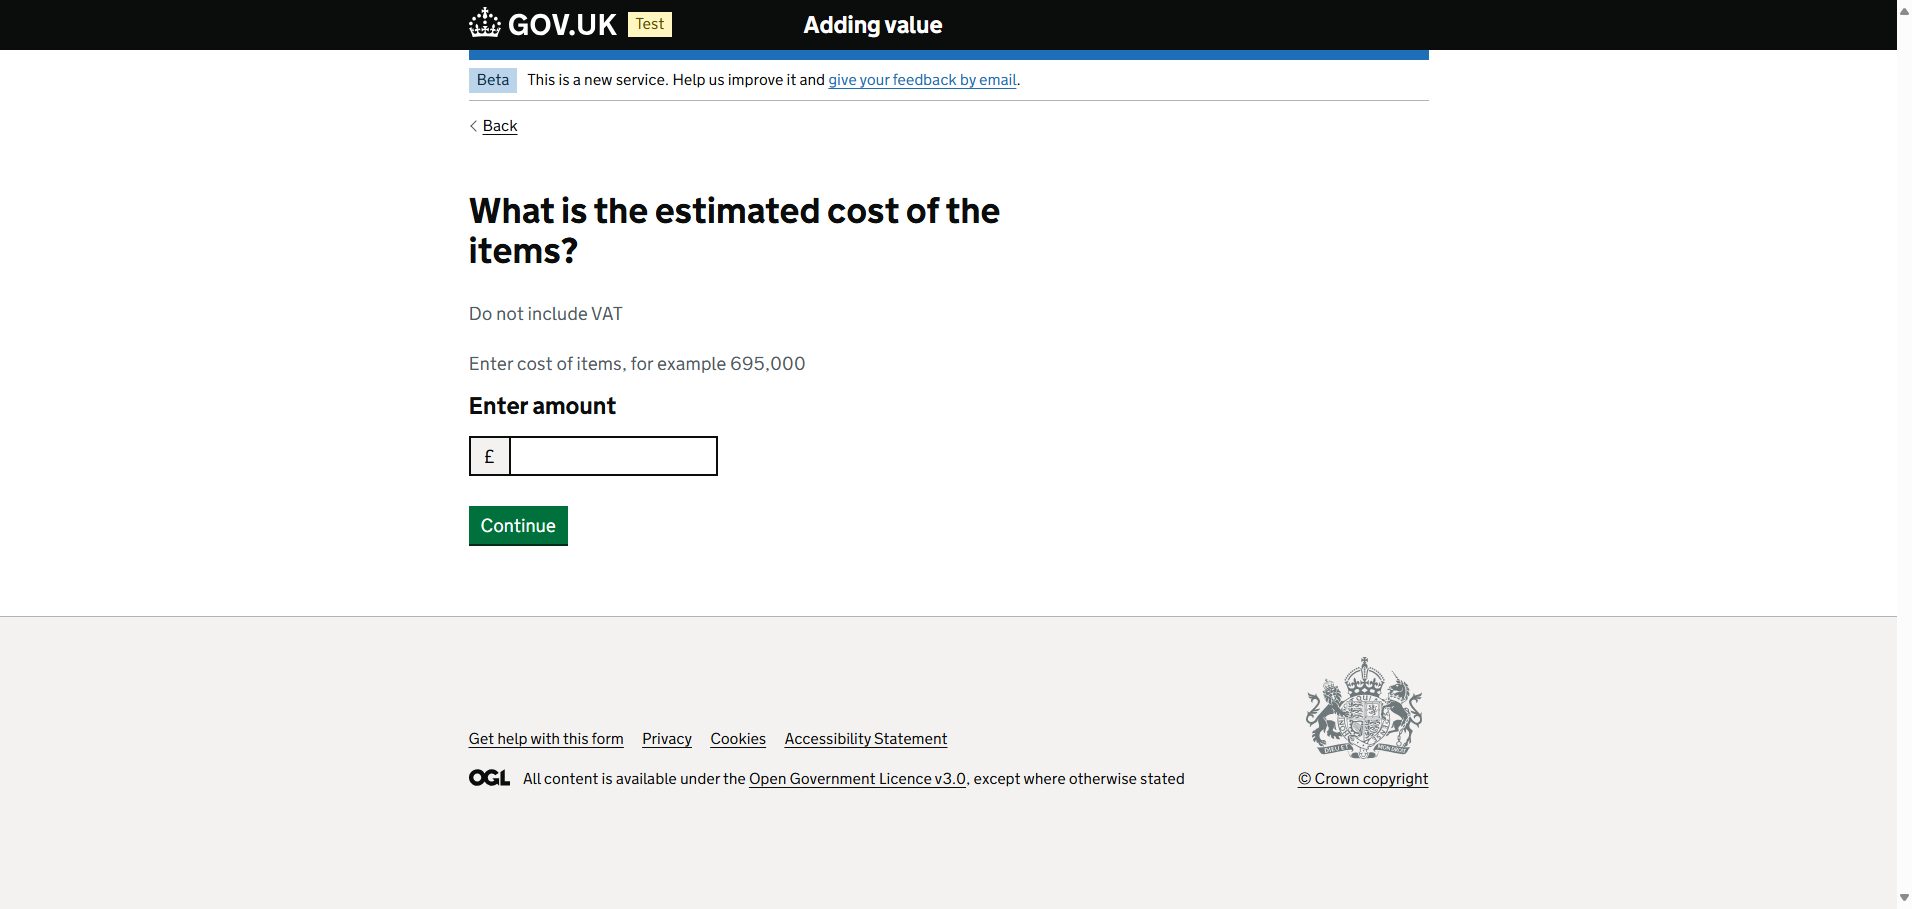 GOV.UK Test Adding value
Beta This is a new service. Help us improve it and give your feedback by email.
Back
What is the estimated cost of the
items?
Do not include VAT
Enter cost of items, for example 695,000
Enter amount
£
Continue
Get help with this form Privacy Cookies Accessibility Statement
OGL All content is available under the Open Government Licence v3.0, except where otherwise stated
© Crown copyright